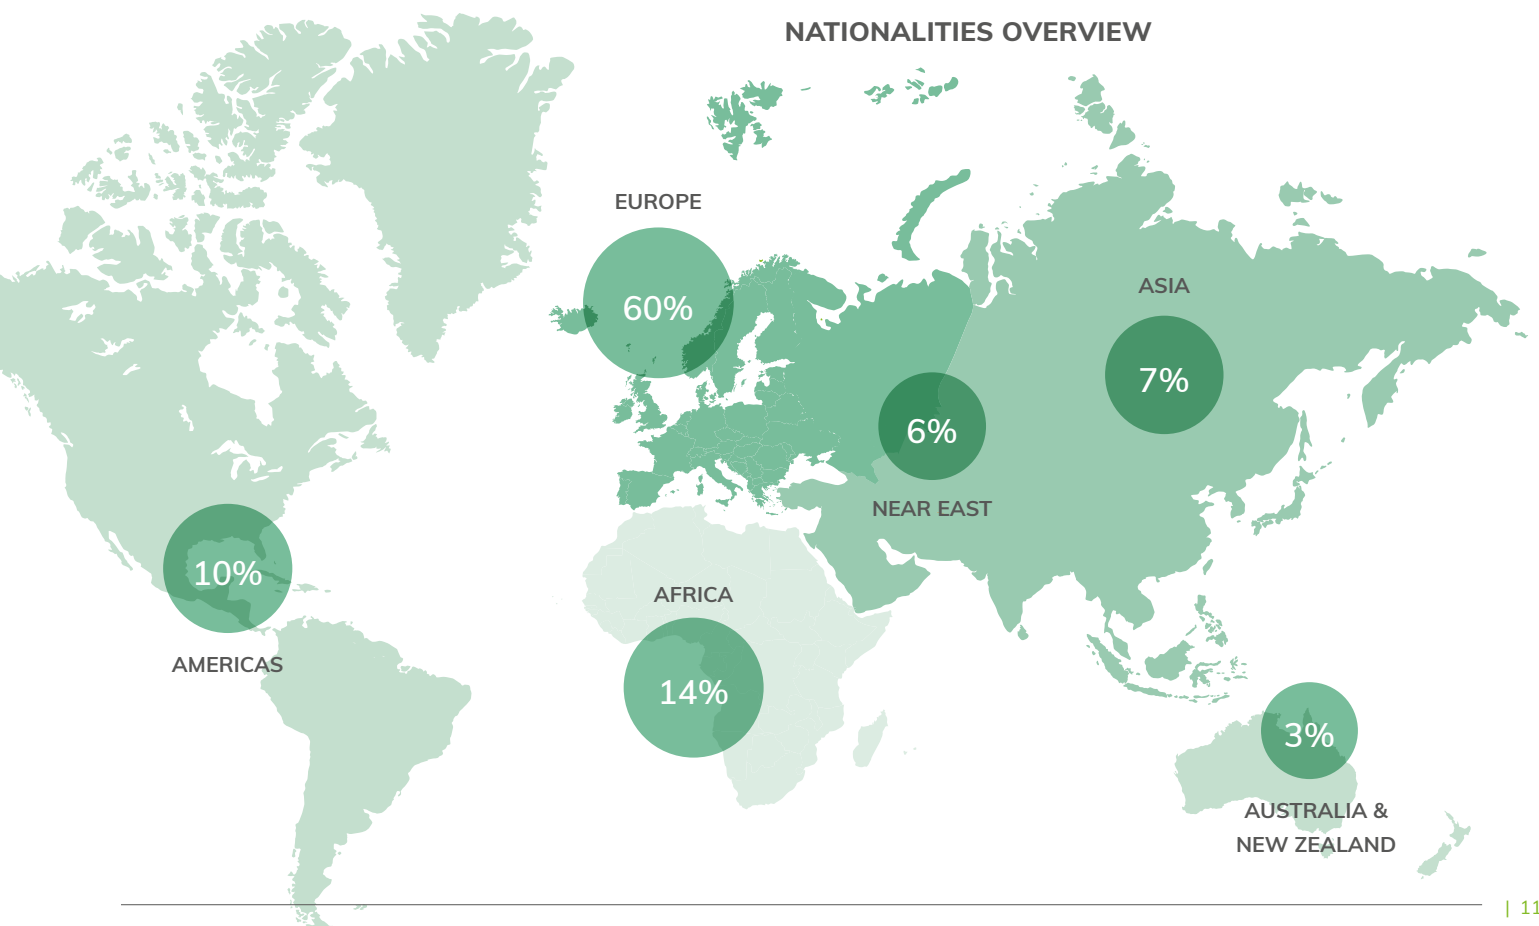 NATIONALITIES OVERVIEW
EUROPE
60%
ASIA
7%
6%
NEAR EAST
10%
AMERICAS
AFRICA
14%
3%
AUSTRALIA &
NEW ZEALAND
| 11